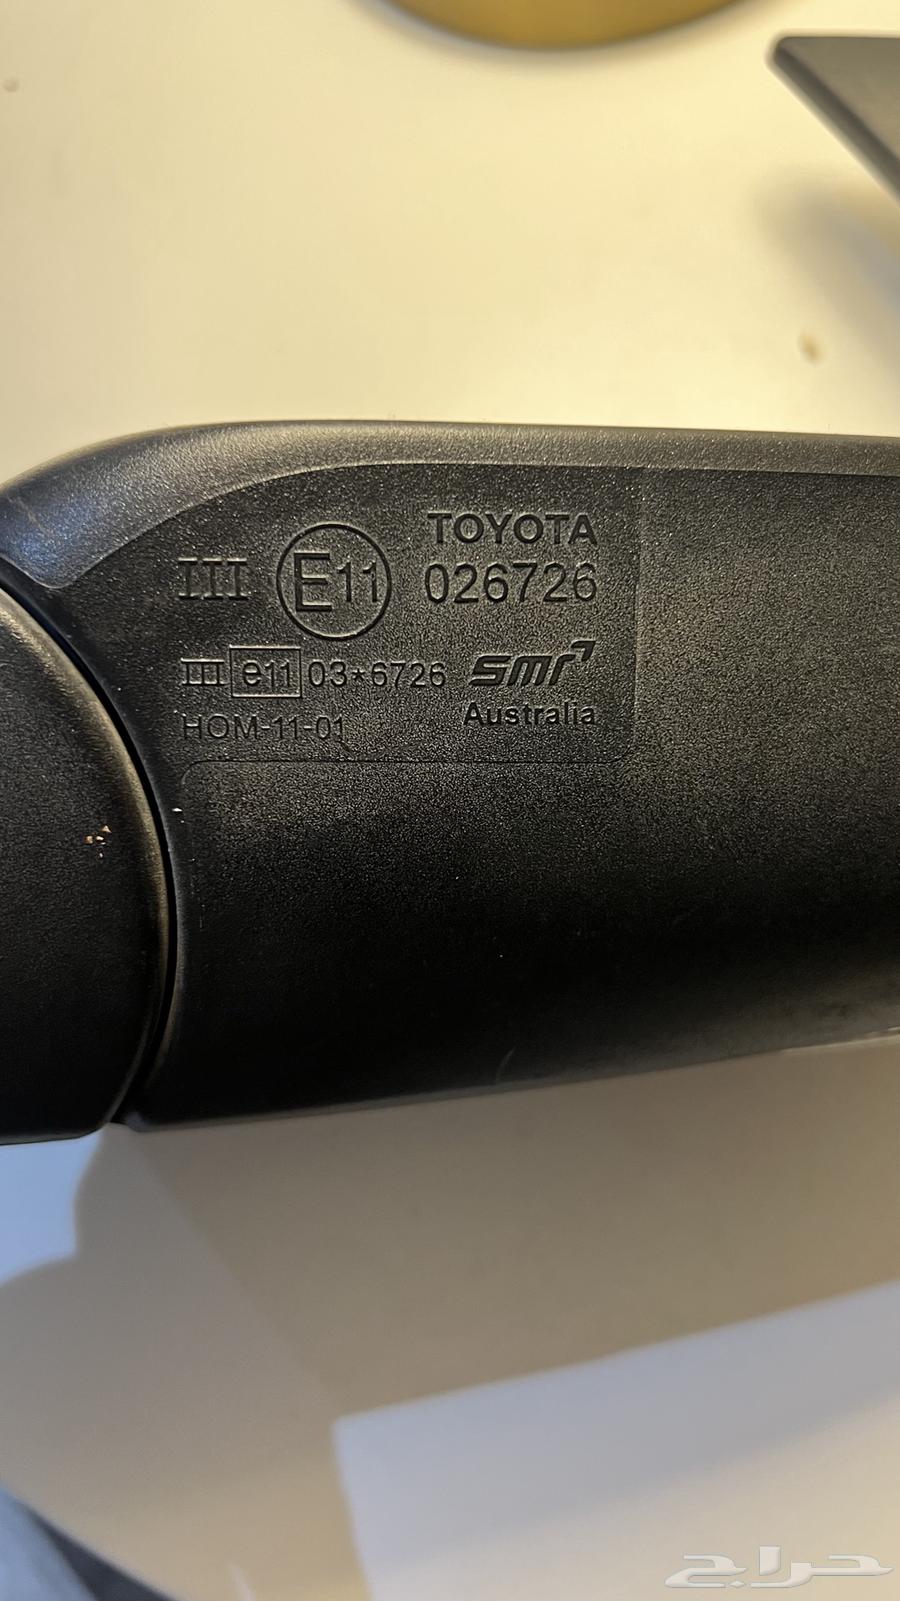 TOYOTA
III E11 026726
III e11 03*6726 smr
HOM-11-01 Australia
حراج